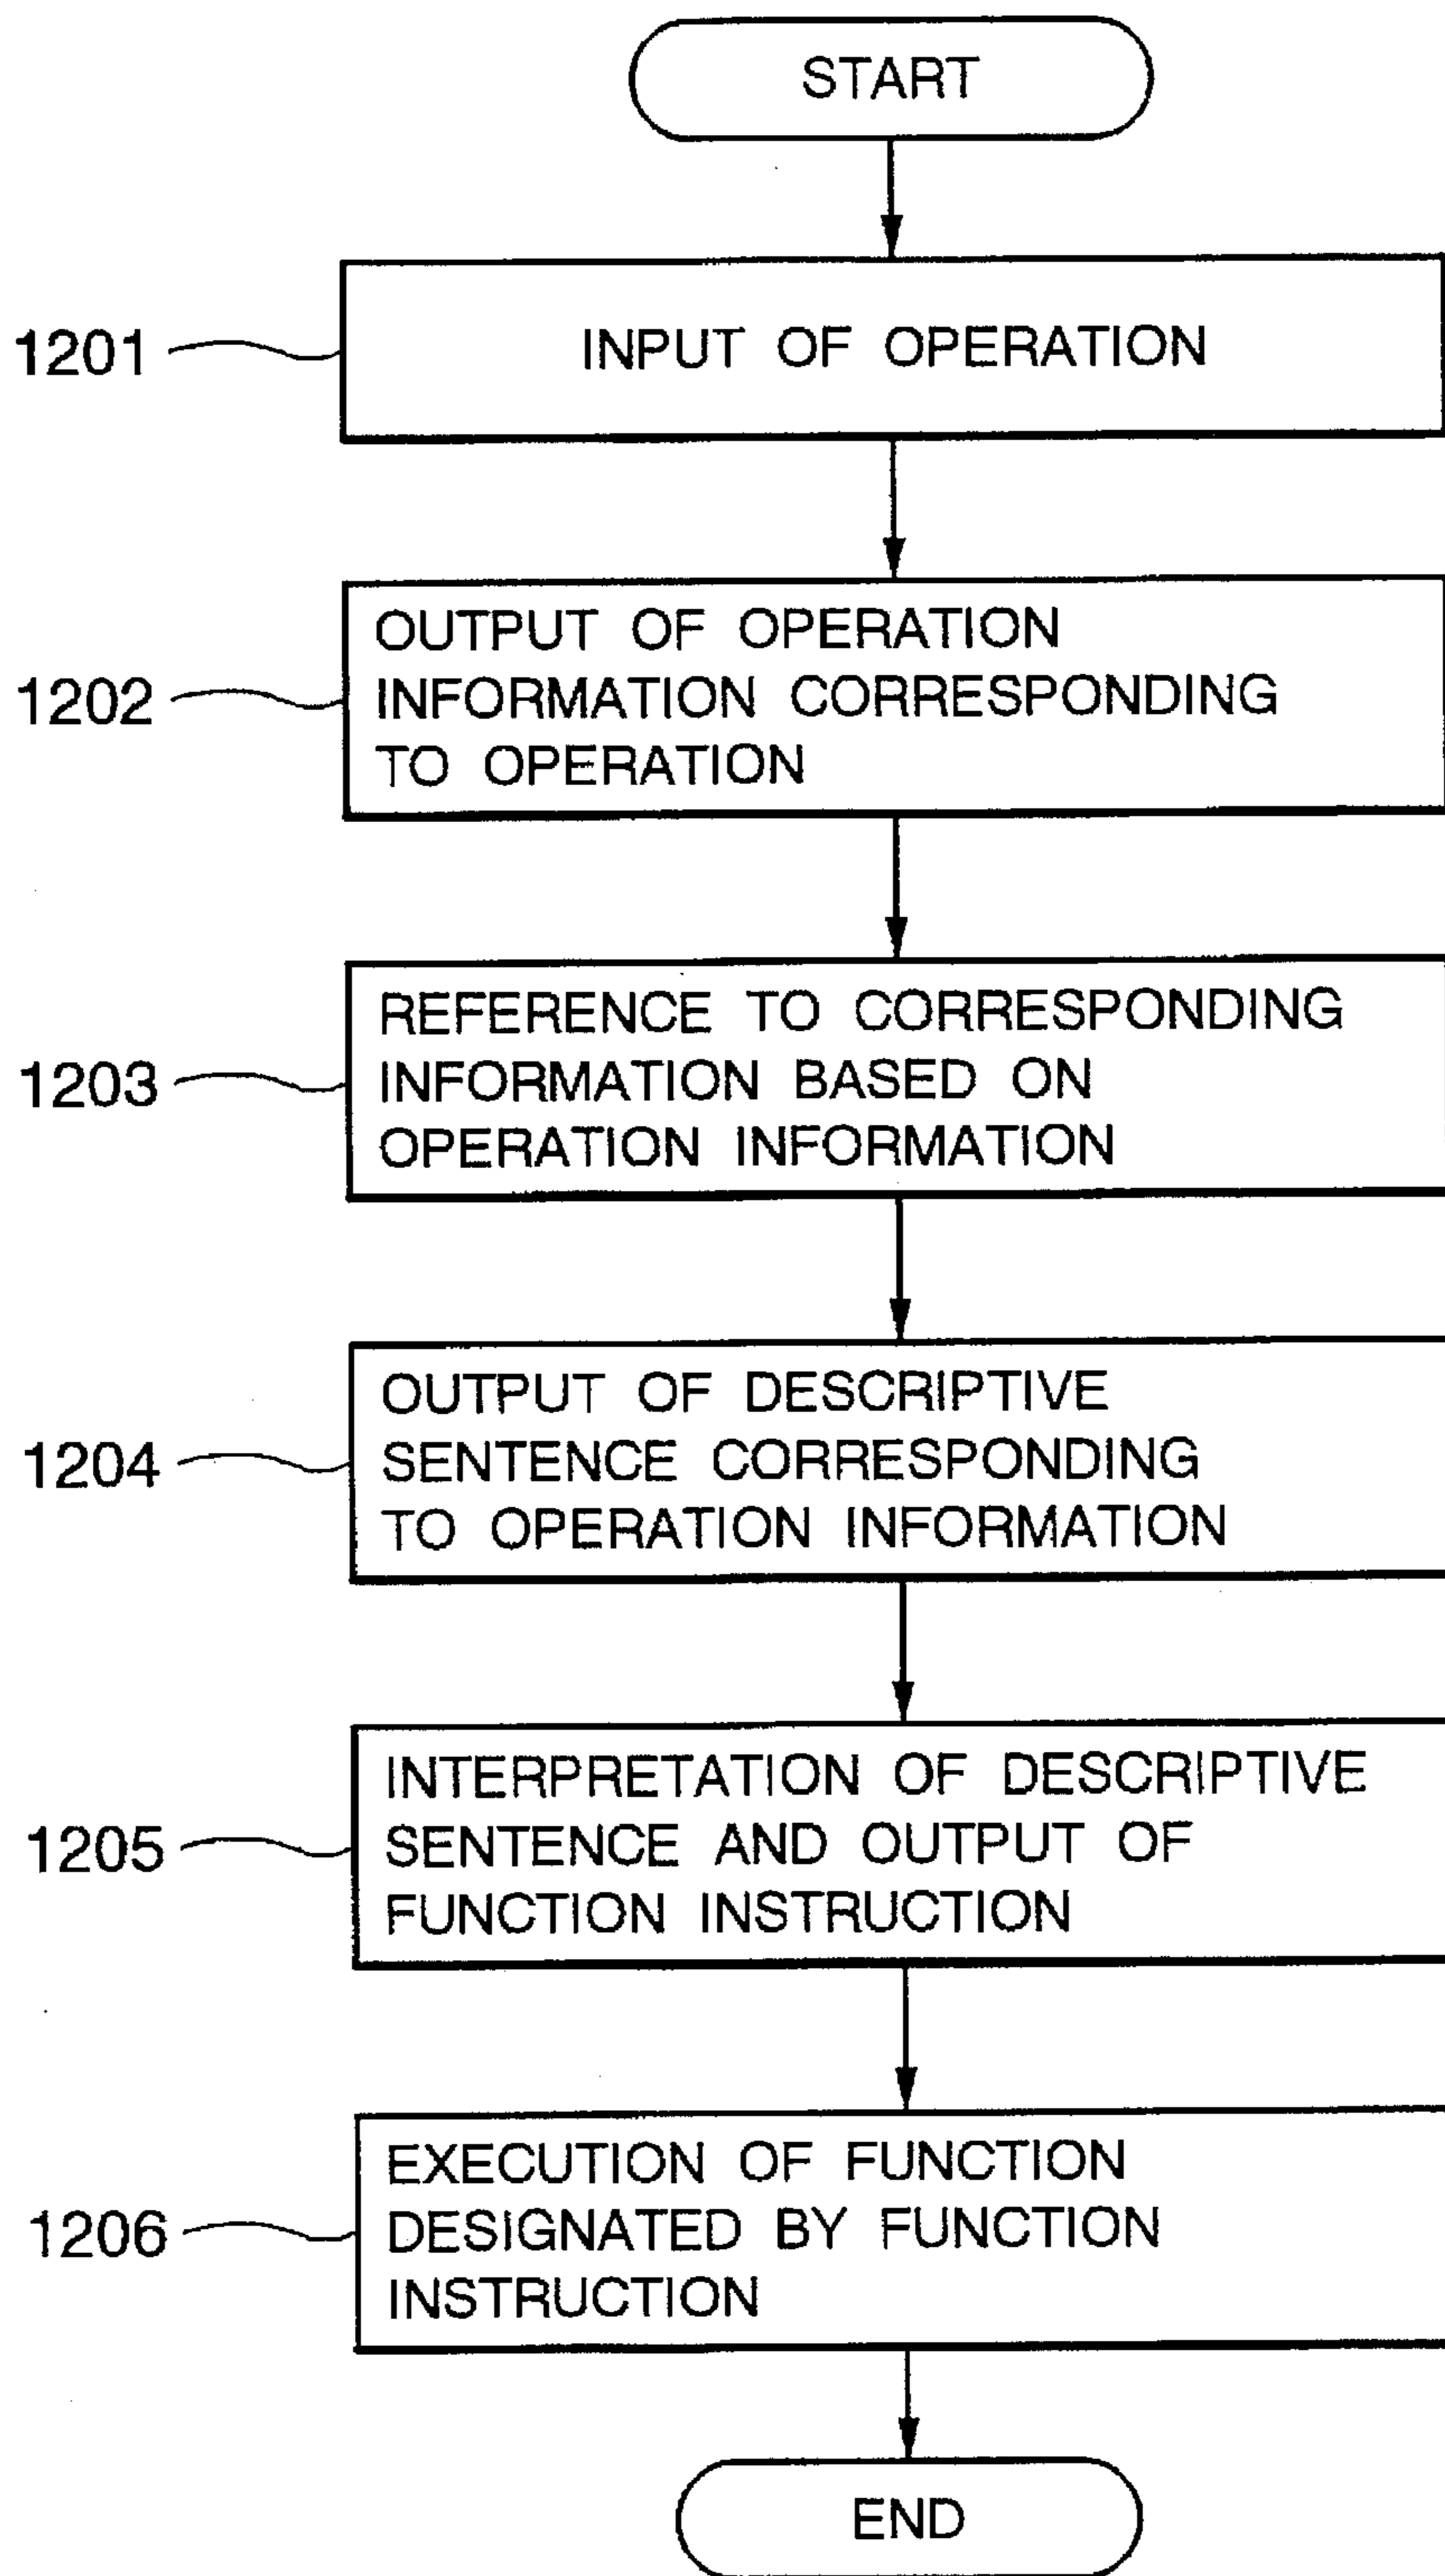 START
1201
INPUT OF OPERATION
1202
OUTPUT OF OPERATION
INFORMATION CORRESPONDING
TO OPERATION
1203
REFERENCE TO CORRESPONDING
INFORMATION BASED ON
OPERATION INFORMATION
1204
OUTPUT OF DESCRIPTIVE
SENTENCE CORRESPONDING
TO OPERATION INFORMATION
1205
INTERPRETATION OF DESCRIPTIVE
SENTENCE AND OUTPUT OF
FUNCTION INSTRUCTION
1206
EXECUTION OF FUNCTION
DESIGNATED BY FUNCTION
INSTRUCTION
END